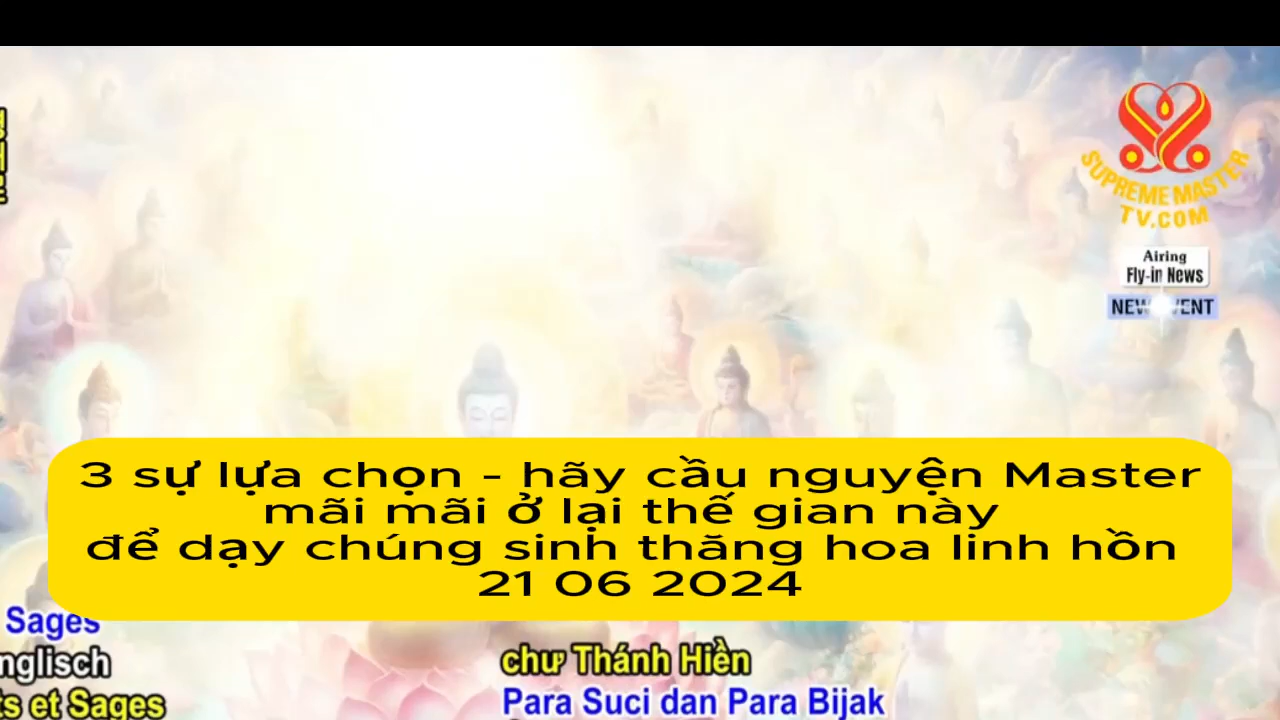 SUPREME MASTER
TV.COM
Airing
Fly-in News
3 sự lựa chọn - hãy cầu nguyện Master
mãi mãi ở lại thế gian này
để dạy chúng sinh thăng hoa linh hồn
21 06 2024
Sages
chư Thánh Hiền
et Sages
Para Suci dan Para Bijak